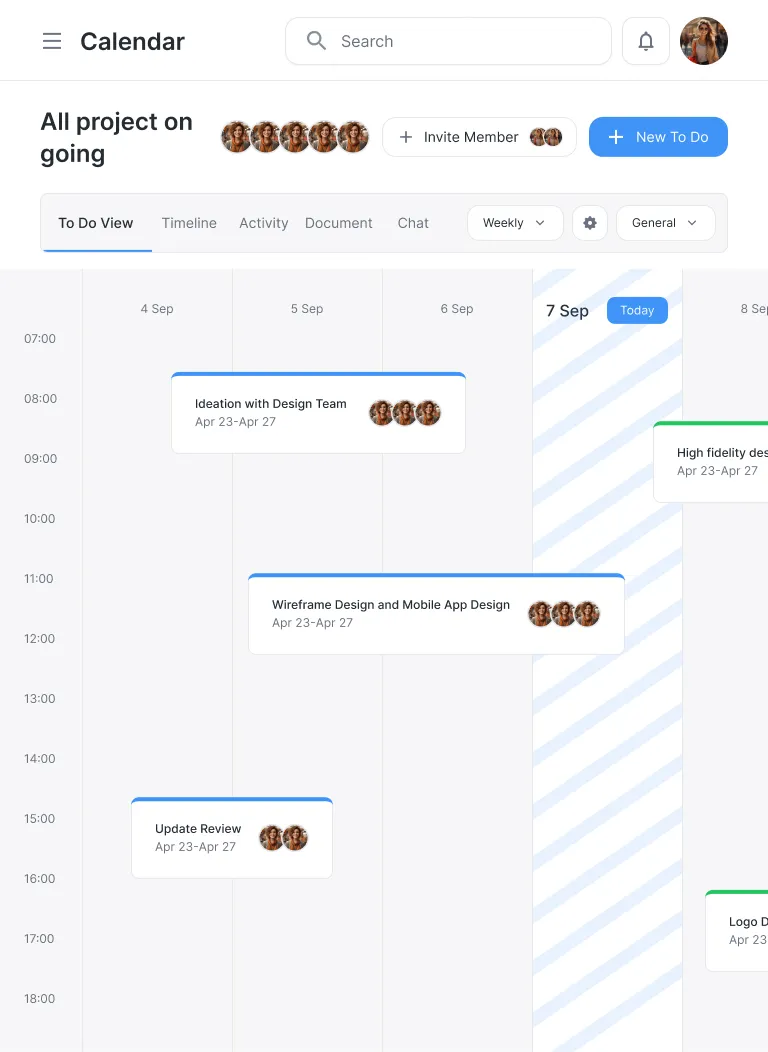 Calendar
Search
All project on
going
Invite Member
New To Do
To Do View
Timeline
Activity
Document
Chat
Weekly
General
4 Sep
5 Sep
6 Sep
7 Sep
Today
8 Sep
07:00
08:00
09:00
10:00
11:00
12:00
13:00
14:00
15:00
16:00
17:00
18:00
Ideation with Design Team
Apr 23-Apr 27
High fidelity des
Apr 23-Apr 27
Wireframe Design and Mobile App Design
Apr 23-Apr 27
Update Review
Apr 23-Apr 27
Logo D
Apr 23